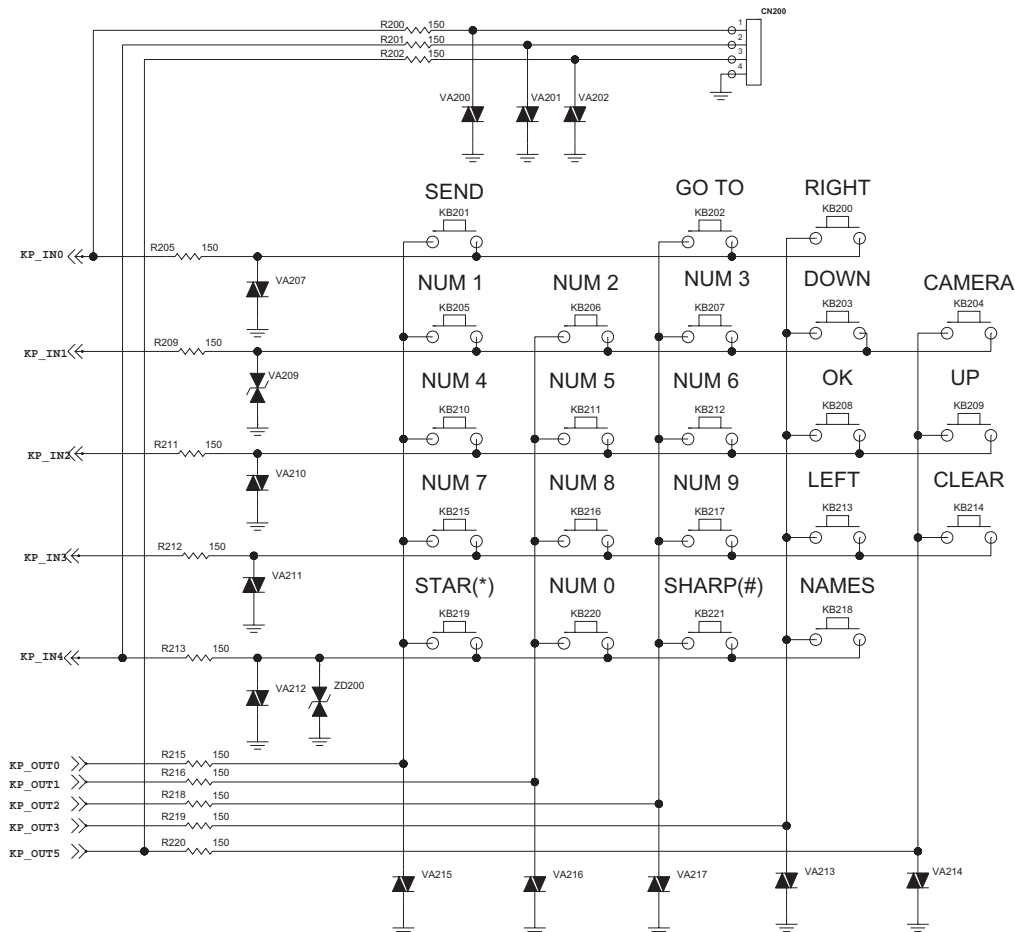 CN200
R200 150 1
R201 150 2
R202 150 3
4
VA200 VA201 VA202
SEND GO TO RIGHT
KB201 KB202 KB200
KP_IN0 R205 150
VA207
NUM 1 NUM 2 NUM 3 DOWN CAMERA
KB205 KB206 KB207 KB203 KB204
KP_IN1 R209 150
VA209
NUM 4 NUM 5 NUM 6 OK UP
KB210 KB211 KB212 KB208 KB209
KP_IN2 R211 150
VA210
NUM 7 NUM 8 NUM 9 LEFT CLEAR
KB215 KB216 KB217 KB213 KB214
KP_IN3 R212 150
VA211
STAR(*) NUM 0 SHARP(#) NAMES
KB219 KB220 KB221 KB218
KP_IN4 R213 150
VA212 ZD200
KP_OUT0 R215 150
KP_OUT1 R216 150
KP_OUT2 R218 150
KP_OUT3 R219 150
KP_OUT5 R220 150
VA215 VA216 VA217 VA213 VA214